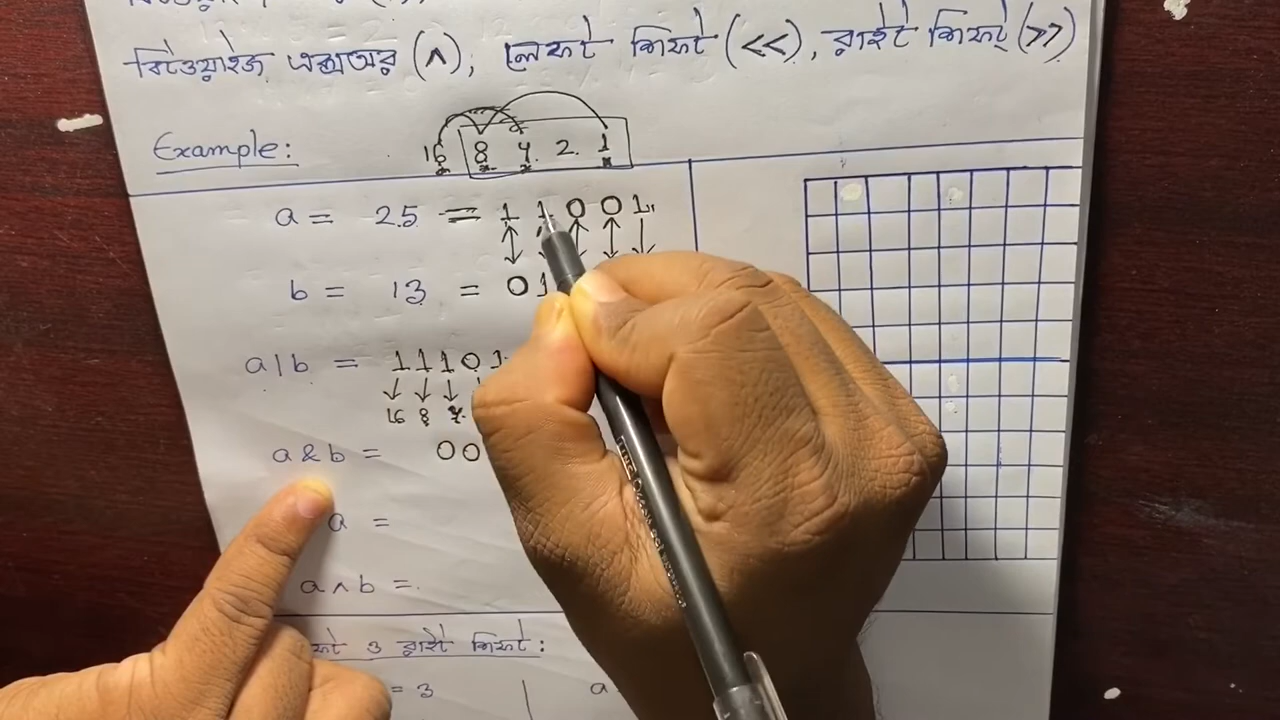 বিটওয়াইজ এক্সঅর (^), লেফট শিফট (<<), রাইট শিফট (>>)
Example:
16 8 4 2 1
a = 25 = 1 1 0 0 1
b = 13 = 0 1
a | b = 1 1 1 0 1
16 8 4
a & b = 0 0
a =
a ^ b =
ও রাইট শিফট:
= 3
a